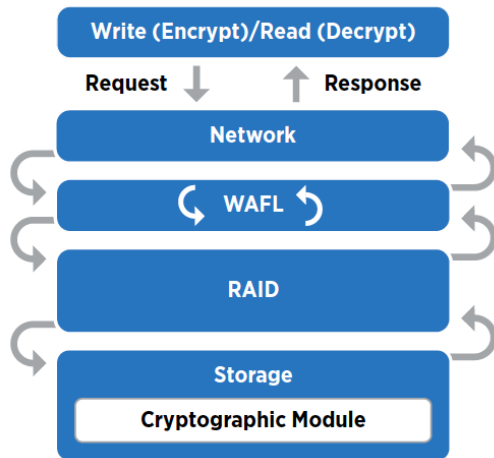 Write (Encrypt)/Read (Decrypt)
Request Response
Network
WAFL
RAID
Storage
Cryptographic Module